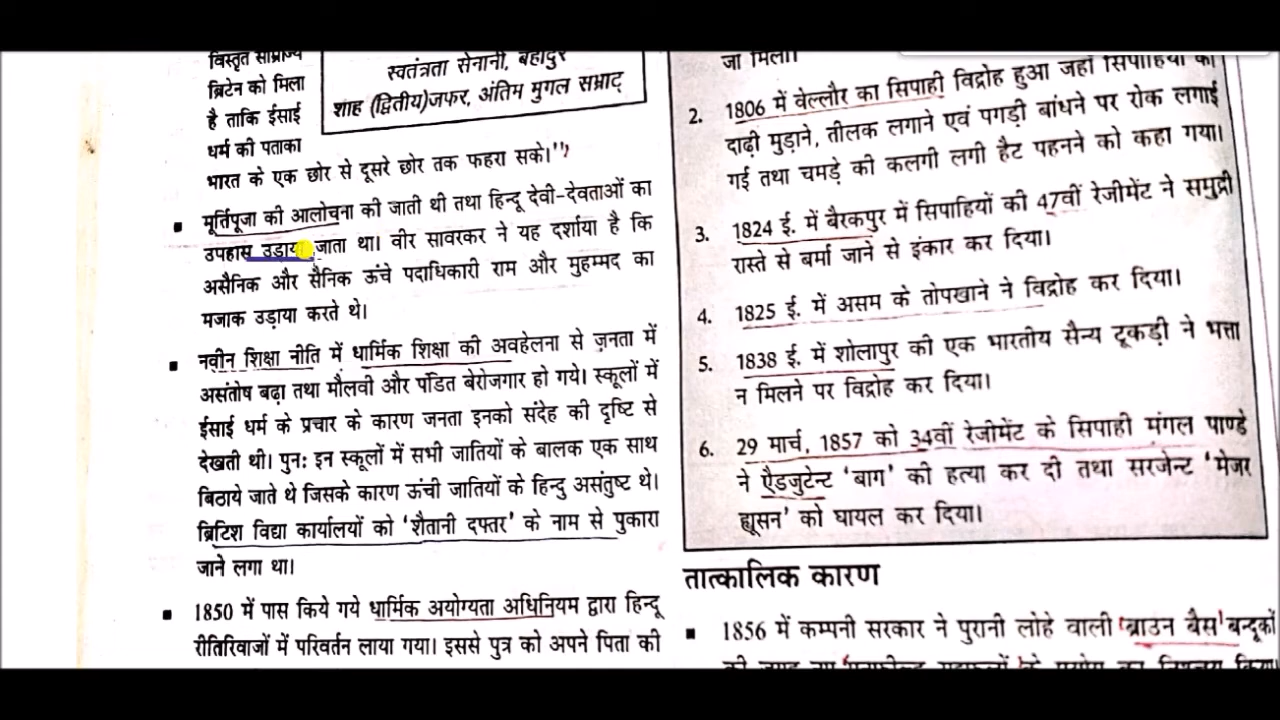 विस्तृत साम्राज्य
ब्रिटेन को मिला
है ताकि ईसाई
धर्म की पताका
स्वतंत्रता सेनानी, बहादुर
शाह (द्वितीय)जफर, अंतिम मुगल सम्राट्
भारत के एक छोर से दूसरे छोर तक फहरा सके।"
▪ मूर्तिपूजा की आलोचना की जाती थी तथा हिन्दू देवी-देवताओं का
उपहास उड़ाया जाता था। वीर सावरकर ने यह दर्शाया है कि
असैनिक और सैनिक ऊंचे पदाधिकारी राम और मुहम्मद का
मजाक उड़ाया करते थे।
▪ नवीन शिक्षा नीति में धार्मिक शिक्षा की अवहेलना से जनता में
असंतोष बढ़ा तथा मौलवी और पंडित बेरोजगार हो गये। स्कूलों में
ईसाई धर्म के प्रचार के कारण जनता इनको संदेह की दृष्टि से
देखती थी। पुनः इन स्कूलों में सभी जातियों के बालक एक साथ
बिठाये जाते थे जिसके कारण ऊंची जातियों के हिन्दु असंतुष्ट थे।
ब्रिटिश विद्या कार्यालयों को 'शैतानी दफ्तर' के नाम से पुकारा
जाने लगा था।
▪ 1850 में पास किये गये धार्मिक अयोग्यता अधिनियम द्वारा हिन्दू
रीतिरिवाजों में परिवर्तन लाया गया। इससे पुत्र को अपने पिता की
जा मिला।
2. 1806 में वेल्लौर का सिपाही विद्रोह हुआ जहां सिपाहियों को
दाढ़ी मुड़ाने, तीलक लगाने एवं पगड़ी बांधने पर रोक लगाई
गई तथा चमड़े की कलगी लगी हैट पहनने को कहा गया।
3. 1824 ई. में बैरकपुर में सिपाहियों की 47वीं रेजीमेंट ने समुद्री
रास्ते से बर्मा जाने से इंकार कर दिया।
4. 1825 ई. में असम के तोपखाने ने विद्रोह कर दिया।
5. 1838 ई. में शोलापुर की एक भारतीय सैन्य टूकड़ी ने भत्ता
न मिलने पर विद्रोह कर दिया।
6. 29 मार्च, 1857 को 34वीं रेजीमेंट के सिपाही मंगल पाण्डे
ने ऐडजुटेन्ट 'बाग' की हत्या कर दी तथा सरजेन्ट 'मेजर
ह्यूसन' को घायल कर दिया।
तात्कालिक कारण
▪ 1856 में कम्पनी सरकार ने पुरानी लोहे वाली 'ब्राउन बैस' बन्दूकों